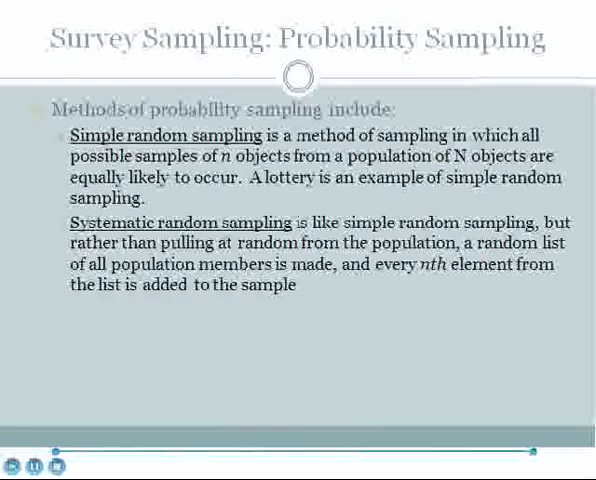 Survey Sampling: Probability Sampling
Methods of probability sampling include:
Simple random sampling is a method of sampling in which all
possible samples of n objects from a population of N objects are
equally likely to occur. A lottery is an example of simple random
sampling.
Systematic random sampling is like simple random sampling, but
rather than pulling at random from the population, a random list
of all population members is made, and every nth element from
the list is added to the sample